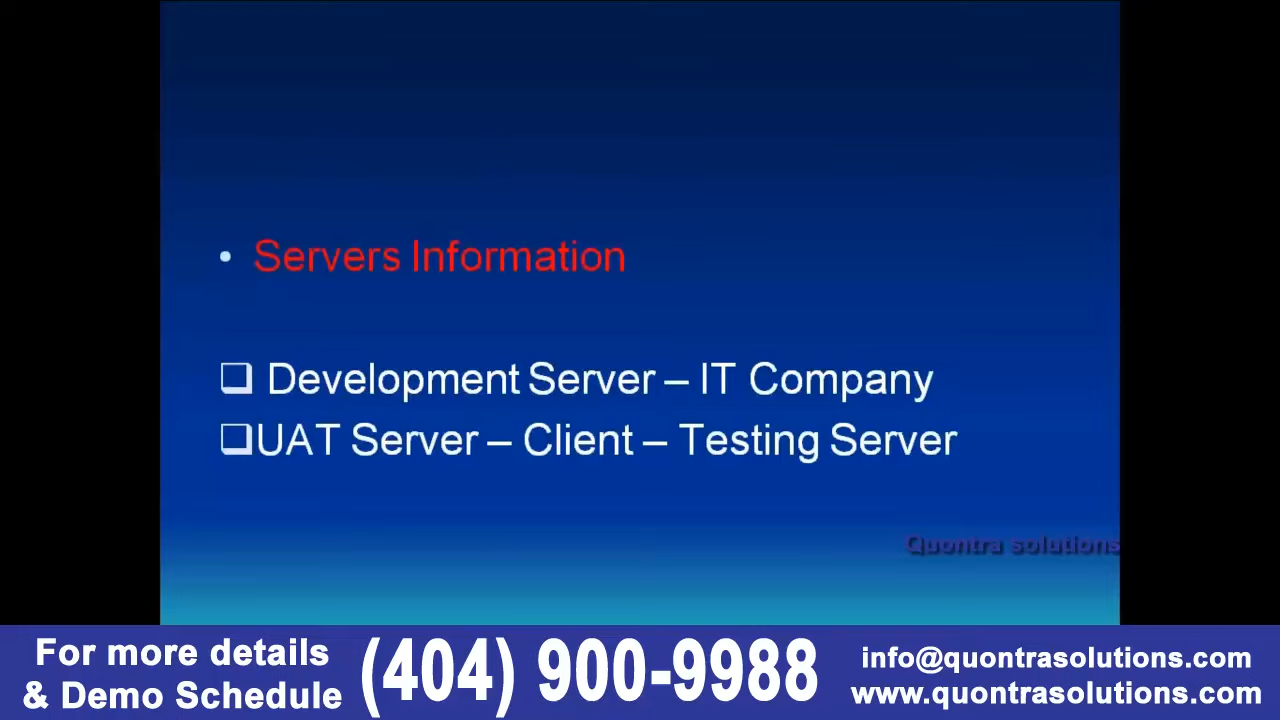 • Servers Information
❑ Development Server – IT Company
❑UAT Server – Client – Testing Server
Quontra solutions
For more details
& Demo Schedule
(404) 900-9988
info@quontrasolutions.com
www.quontrasolutions.com